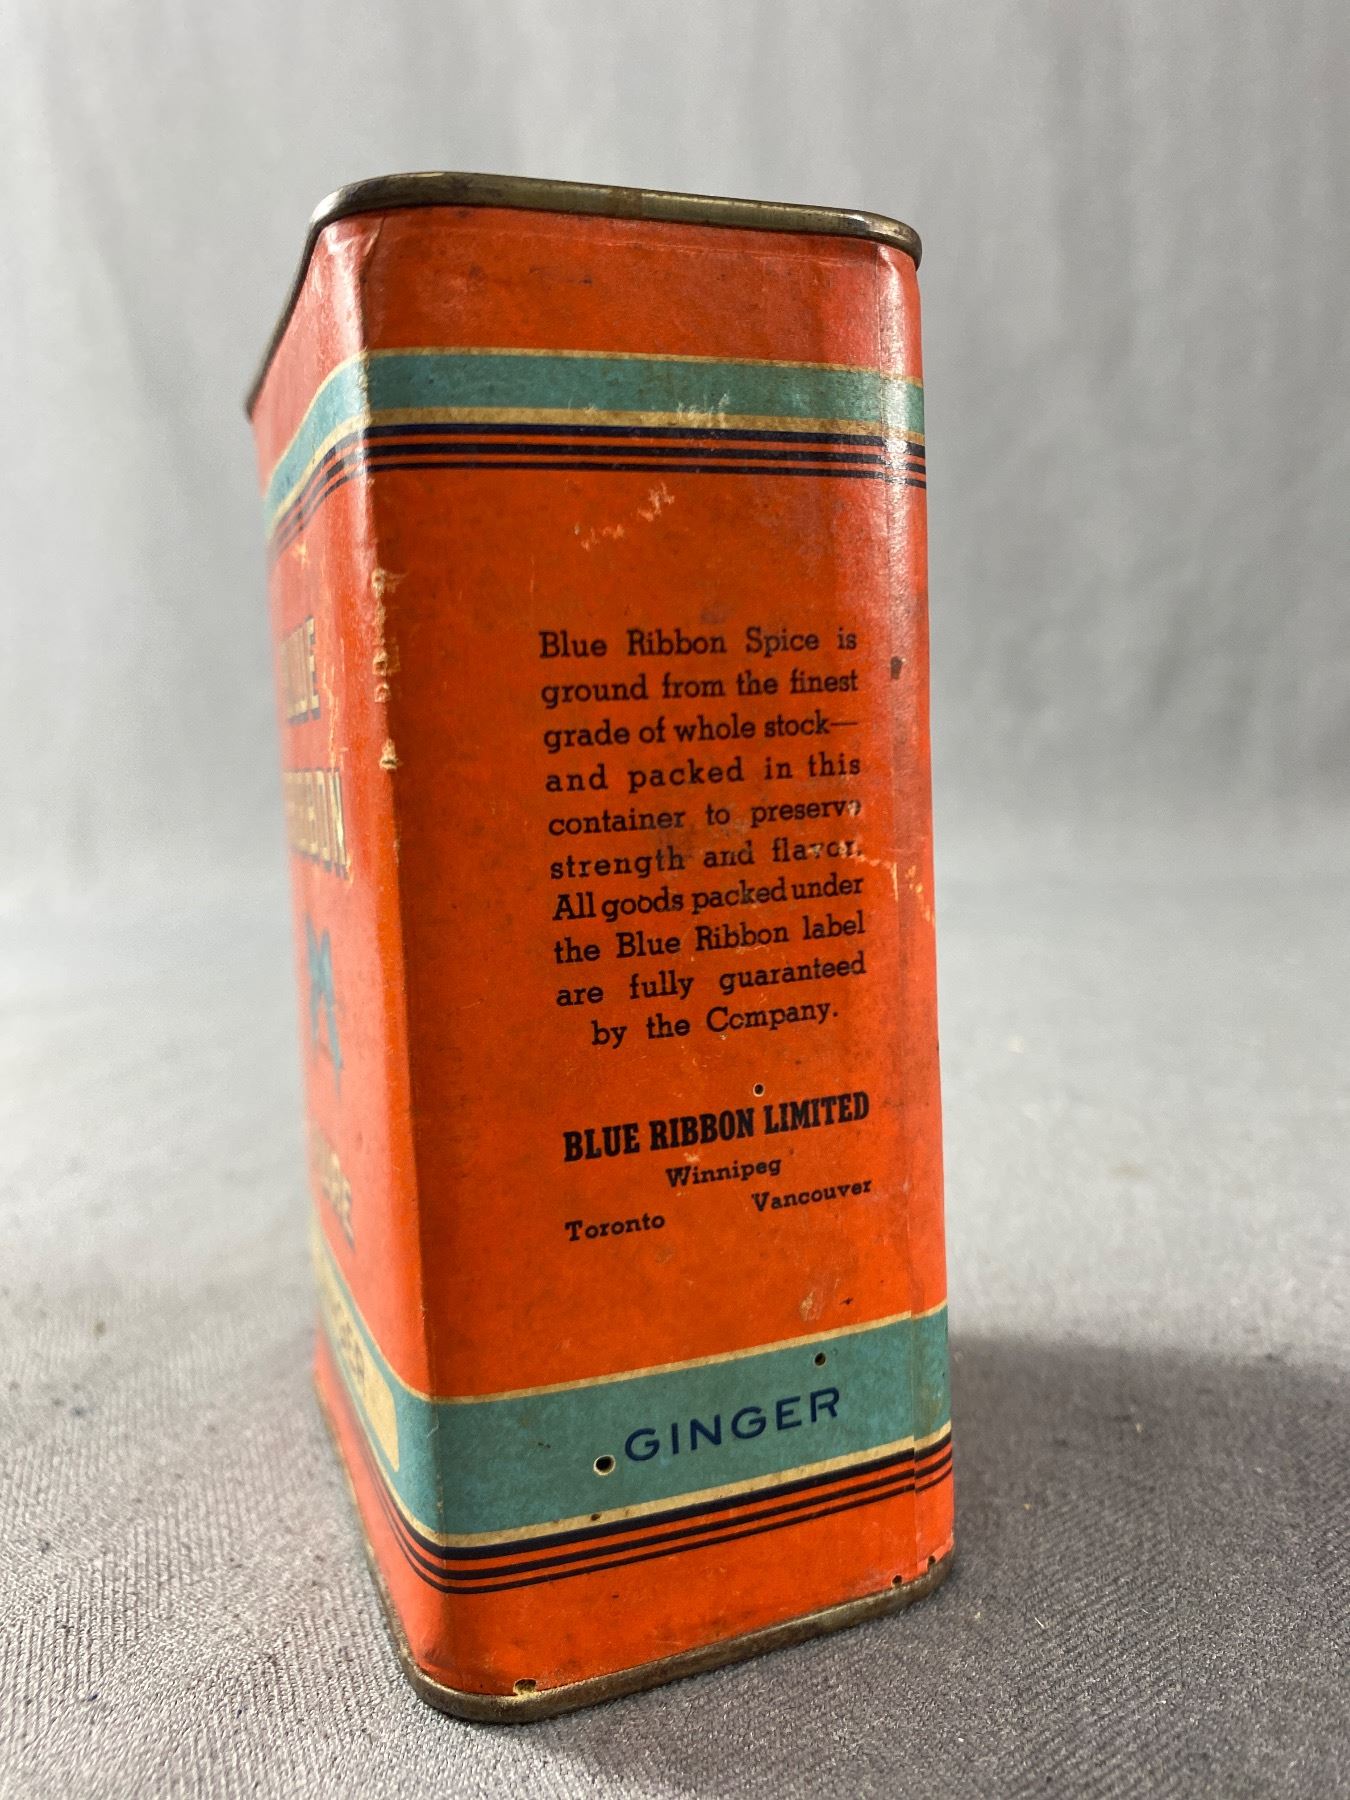 Blue Ribbon Spice is
ground from the finest
grade of whole stock—
and packed in this
container to preserve
strength and flavor.
All goods packed under
the Blue Ribbon label
are fully guaranteed
by the Company.
BLUE RIBBON LIMITED
Winnipeg
Toronto Vancouver
GINGER